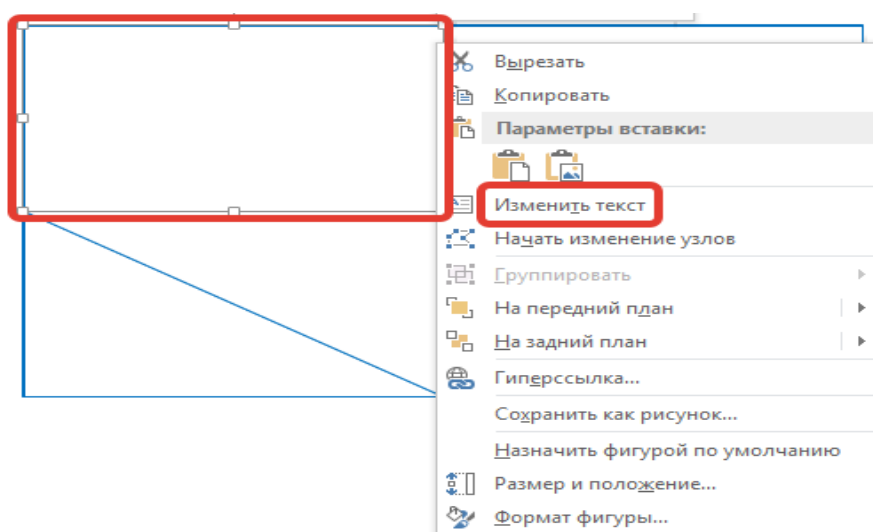 Вырезать
Копировать
Параметры вставки:
Изменить текст
Начать изменение узлов
Группировать
На передний план
На задний план
Гиперссылка...
Сохранить как рисунок...
Назначить фигурой по умолчанию
Размер и положение...
Формат фигуры...